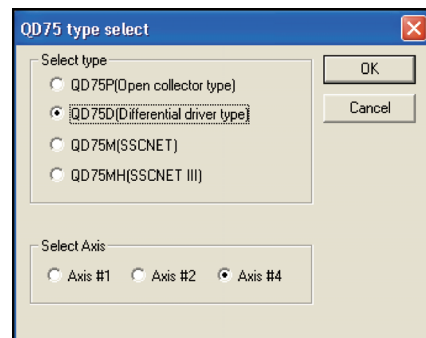 QD75 type select
Select type
QD75P(Open collector type)
QD75D(Differential driver type)
QD75M(SSCNET)
QD75MH(SSCNET III)
OK
Cancel
Select Axis
Axis #1 Axis #2 Axis #4